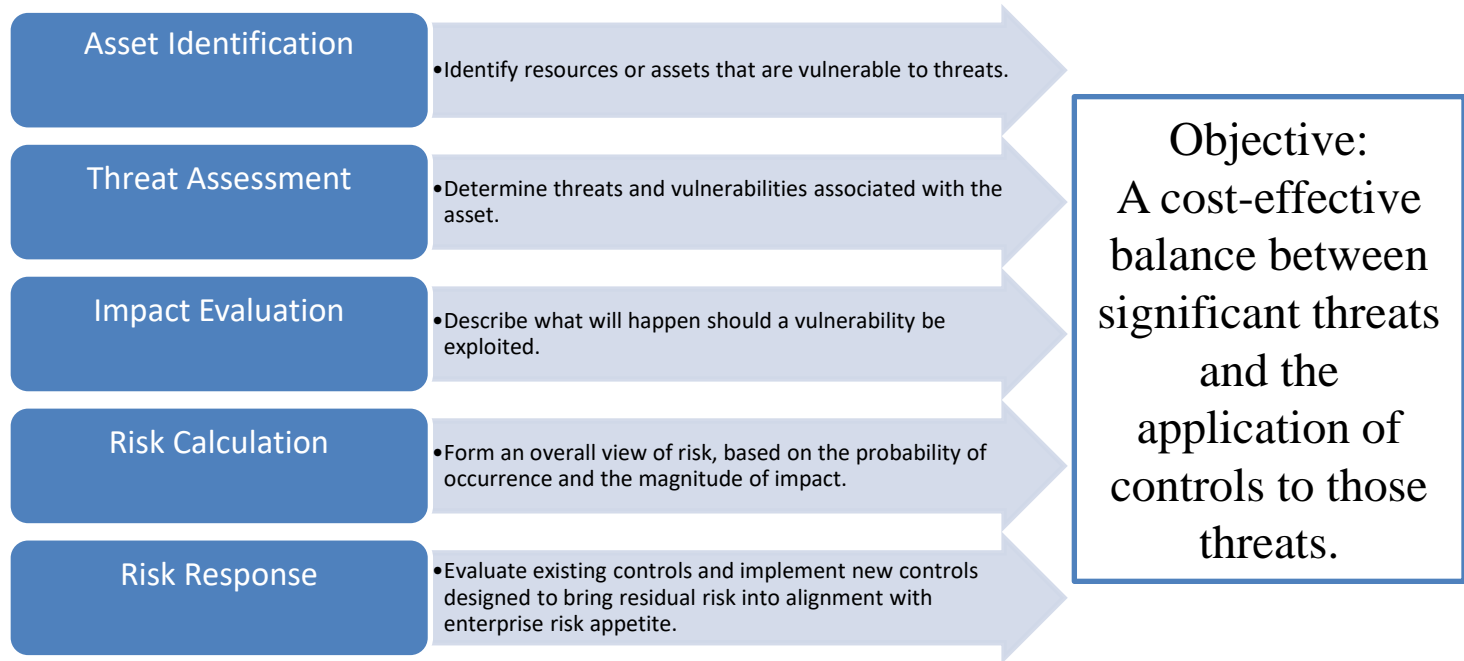 Asset Identification
•Identify resources or assets that are vulnerable to threats.
Threat Assessment
•Determine threats and vulnerabilities associated with the
asset.
Impact Evaluation
•Describe what will happen should a vulnerability be
exploited.
Risk Calculation
•Form an overall view of risk, based on the probability of
occurrence and the magnitude of impact.
Risk Response
•Evaluate existing controls and implement new controls
designed to bring residual risk into alignment with
enterprise risk appetite.
Objective:
A cost-effective
balance between
significant threats
and the
application of
controls to those
threats.